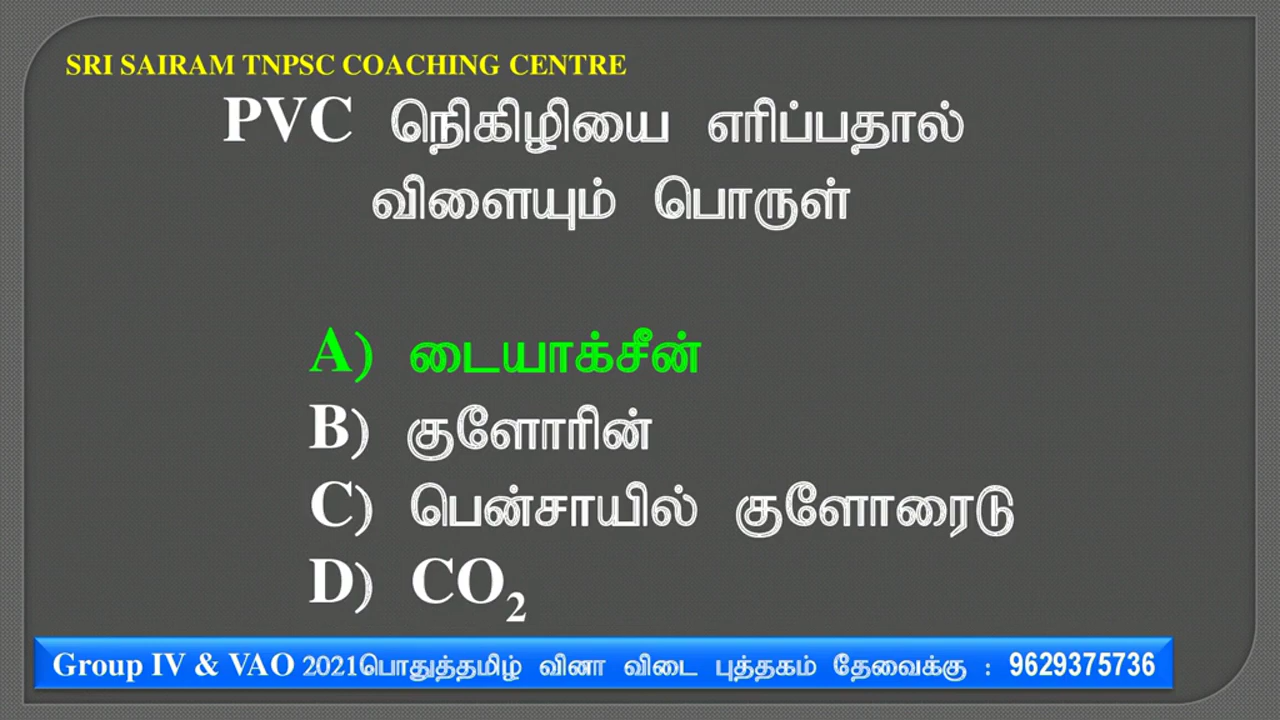 SRI SAIRAM TNPSC COACHING CENTRE
PVC நெிகிழியை எரிப்பதால்
விளையும் பொருள்
A) டையாக்சீன்
B) குளோரின்
C) பென்சாயில் குளோரைடு
D) CO₂
Group IV & VAO 2021பொதுத்தமிழ் வினா விடை புத்தகம் தேவைக்கு : 9629375736